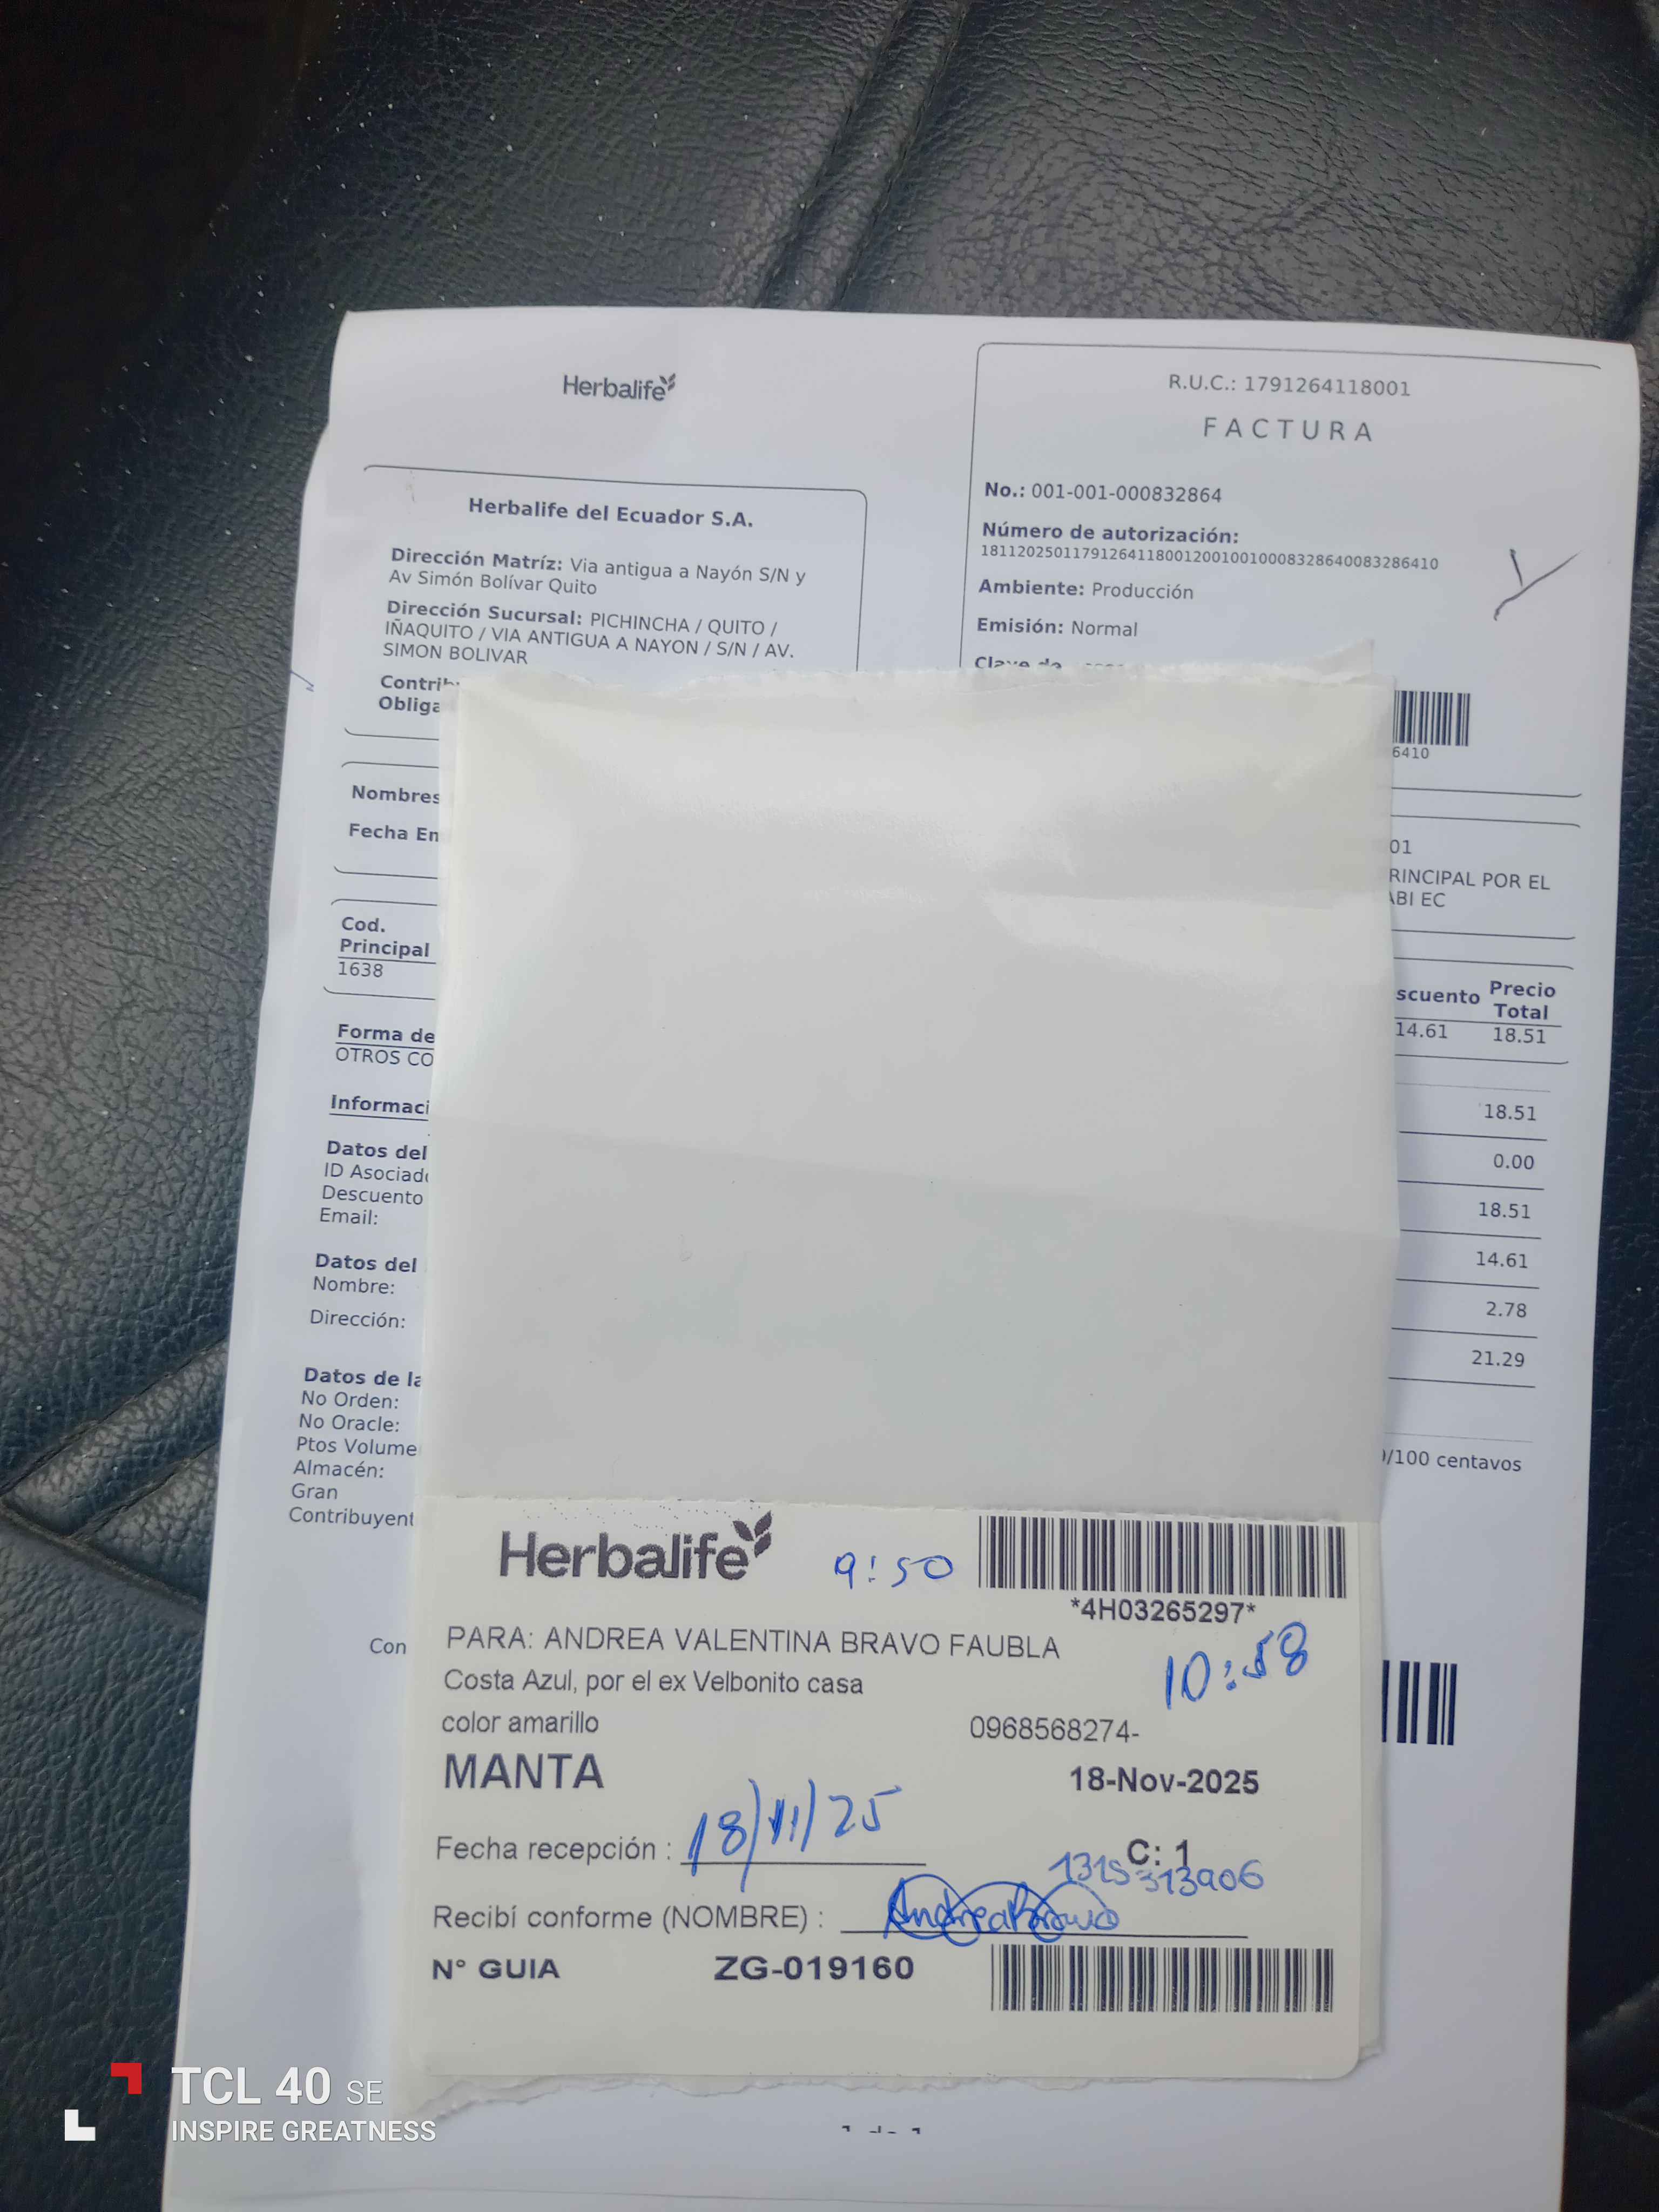 Herbalife
R.U.C.: 1791264118001
FACTURA
No.: 001-001-000832864
Número de autorización:
1811202501179126411800120010010008328640083286410
Ambiente: Producción
Emisión: Normal
Herbalife del Ecuador S.A.
Dirección Matríz: Via antigua a Nayón S/N y
Av Simón Bolívar Quito
Dirección Sucursal: PICHINCHA / QUITO /
IÑAQUITO / VIA ANTIGUA A NAYON / S/N / AV.
SIMON BOLIVAR
Obliga
6410
Nombres
Fecha En
01
RINCIPAL POR EL
ABI EC
Cod.
Principal
1638
scuento
Precio
Total
14.61 18.51
Forma de
OTROS CO
18.51
0.00
18.51
14.61
2.78
21.29
Informaci
Datos del
ID Asociado
Descuento
Email:
Datos del
Nombre:
Dirección:
Datos de la
No Orden:
No Oracle:
Ptos Volume
Almacén:
Gran
Contribuyent
/100 centavos
Con
Herbalife
9:50
*4H03265297*
PARA: ANDREA VALENTINA BRAVO FAUBLA
10:58
Costa Azul, por el ex Velbonito casa
color amarillo
0968568274-
MANTA
18-Nov-2025
Fecha recepción : 18/11/25
C: 1
1315313906
Recibí conforme (NOMBRE) : Andrea Bravo
N° GUIA ZG-019160
TCL 40 SE
INSPIRE GREATNESS